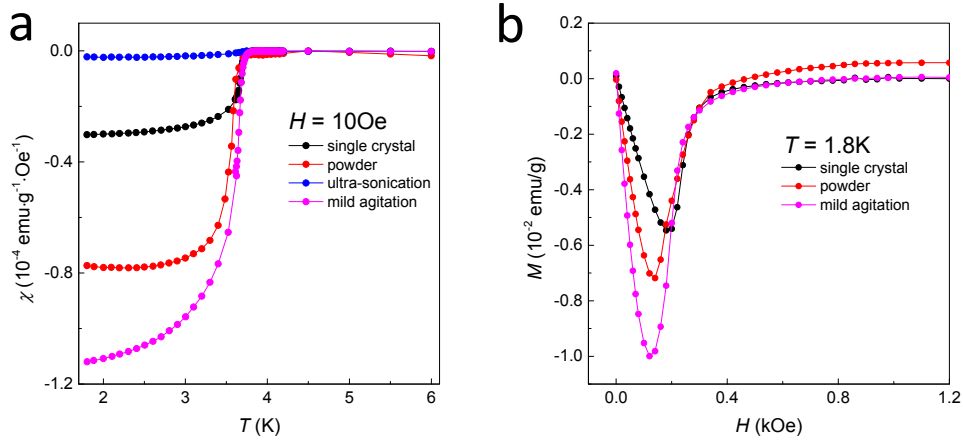 a
0.0
-0.4
-0.8
-1.2
χ (10⁻⁴ emu·g⁻¹·Oe⁻¹)
H = 10Oe
single crystal
powder
ultra-sonication
mild agitation
2
3
4
5
6
T (K)
b
0.2
0.0
-0.2
-0.4
-0.6
-0.8
-1.0
M (10⁻² emu/g)
T = 1.8K
single crystal
powder
mild agitation
0.0
0.4
0.8
1.2
H (kOe)